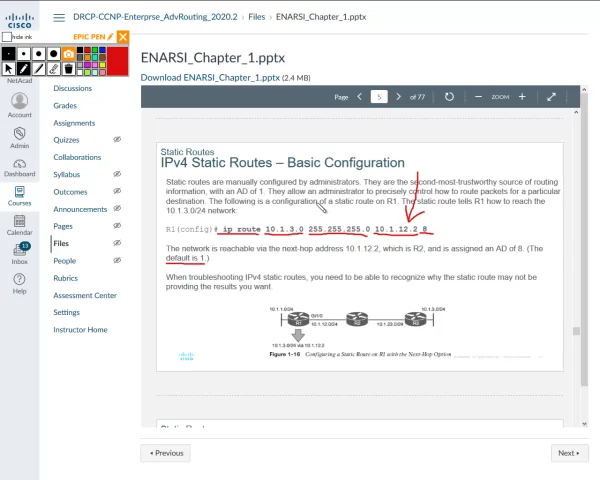 CISCO
DRCP-CCNP-Enterprse_AdvRouting_2020.2 › Files › ENARSI_Chapter_1.pptx
hide ink
EPIC PEN
NetAcad
Account
Admin
Dashboard
Courses
Calendar
13
Inbox
Help
Discussions
Grades
Assignments
Quizzes
Collaborations
Syllabus
Outcomes
Announcements
Pages
Files
People
Rubrics
Assessment Center
Settings
Instructor Home
ENARSI_Chapter_1.pptx
Download ENARSI_Chapter_1.pptx (2.4 MB)
Page < 5 > of 77 − ZOOM +
Static Routes
IPv4 Static Routes – Basic Configuration
Static routes are manually configured by administrators. They are the second-most-trustworthy source of routing
information, with an AD of 1. They allow an administrator to precisely control how to route packets for a particular
destination. The following is a configuration of a static route on R1. The static route tells R1 how to reach the
10.1.3.0/24 network:
R1(config)# ip route 10.1.3.0 255.255.255.0 10.1.12.2 8
The network is reachable via the next-hop address 10.1.12.2, which is R2, and is assigned an AD of 8. (The
default is 1.)
When troubleshooting IPv4 static routes, you need to be able to recognize why the static route may not be
providing the results you want.
10.1.1.0/24
10.1.3.0/24
Gi1/0
R1
10.1.12.0/24
R2
10.1.23.0/24
R3
10.1.3.0/24 via 10.1.12.2
Figure 1-16 Configuring a Static Route on R1 with the Next-Hop Option
◂ Previous
Next ▸